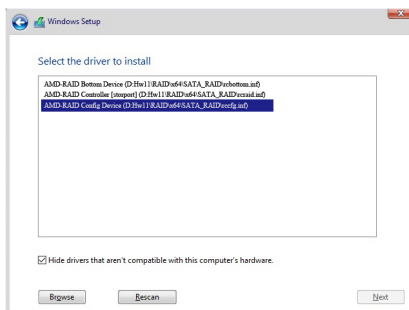 Windows Setup
Select the driver to install
AMD-RAID Bottom Device (D:Hw11\RAID\x64\SATA_RAID\rcbottom.inf)
AMD-RAID Controller [storport] (D:Hw11\RAID\x64\SATA_RAID\rcraid.inf)
AMD-RAID Config Device (D:Hw11\RAID\x64\SATA_RAID\rccfg.inf)
Hide drivers that aren't compatible with this computer's hardware.
Browse
Rescan
Next